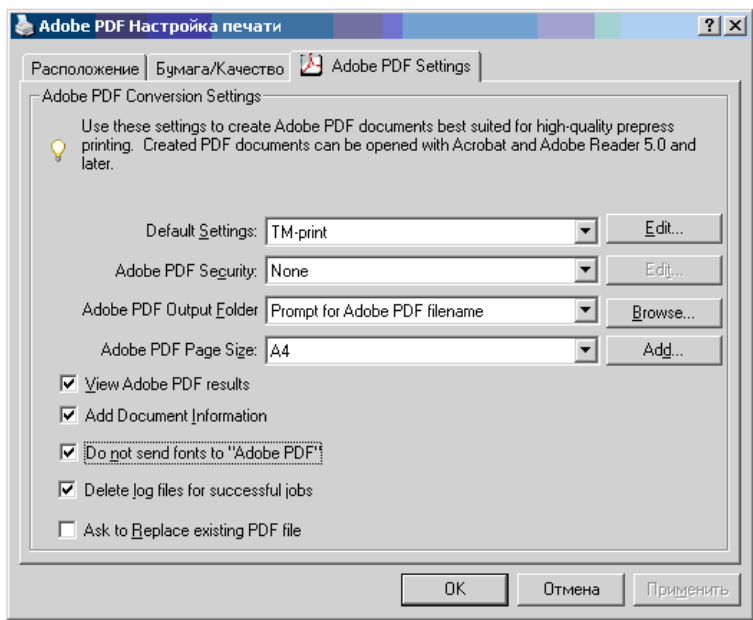 Adobe PDF Настройка печати
Расположение
Бумага/Качество
Adobe PDF Settings
Adobe PDF Conversion Settings
Use these settings to create Adobe PDF documents best suited for high-quality prepress
printing. Created PDF documents can be opened with Acrobat and Adobe Reader 5.0 and
later.
Default Settings: TM-print Edit...
Adobe PDF Security: None Edit...
Adobe PDF Output Folder Prompt for Adobe PDF filename Browse...
Adobe PDF Page Size: A4 Add...
View Adobe PDF results
Add Document Information
Do not send fonts to "Adobe PDF"
Delete log files for successful jobs
Ask to Replace existing PDF file
OK Отмена Применить